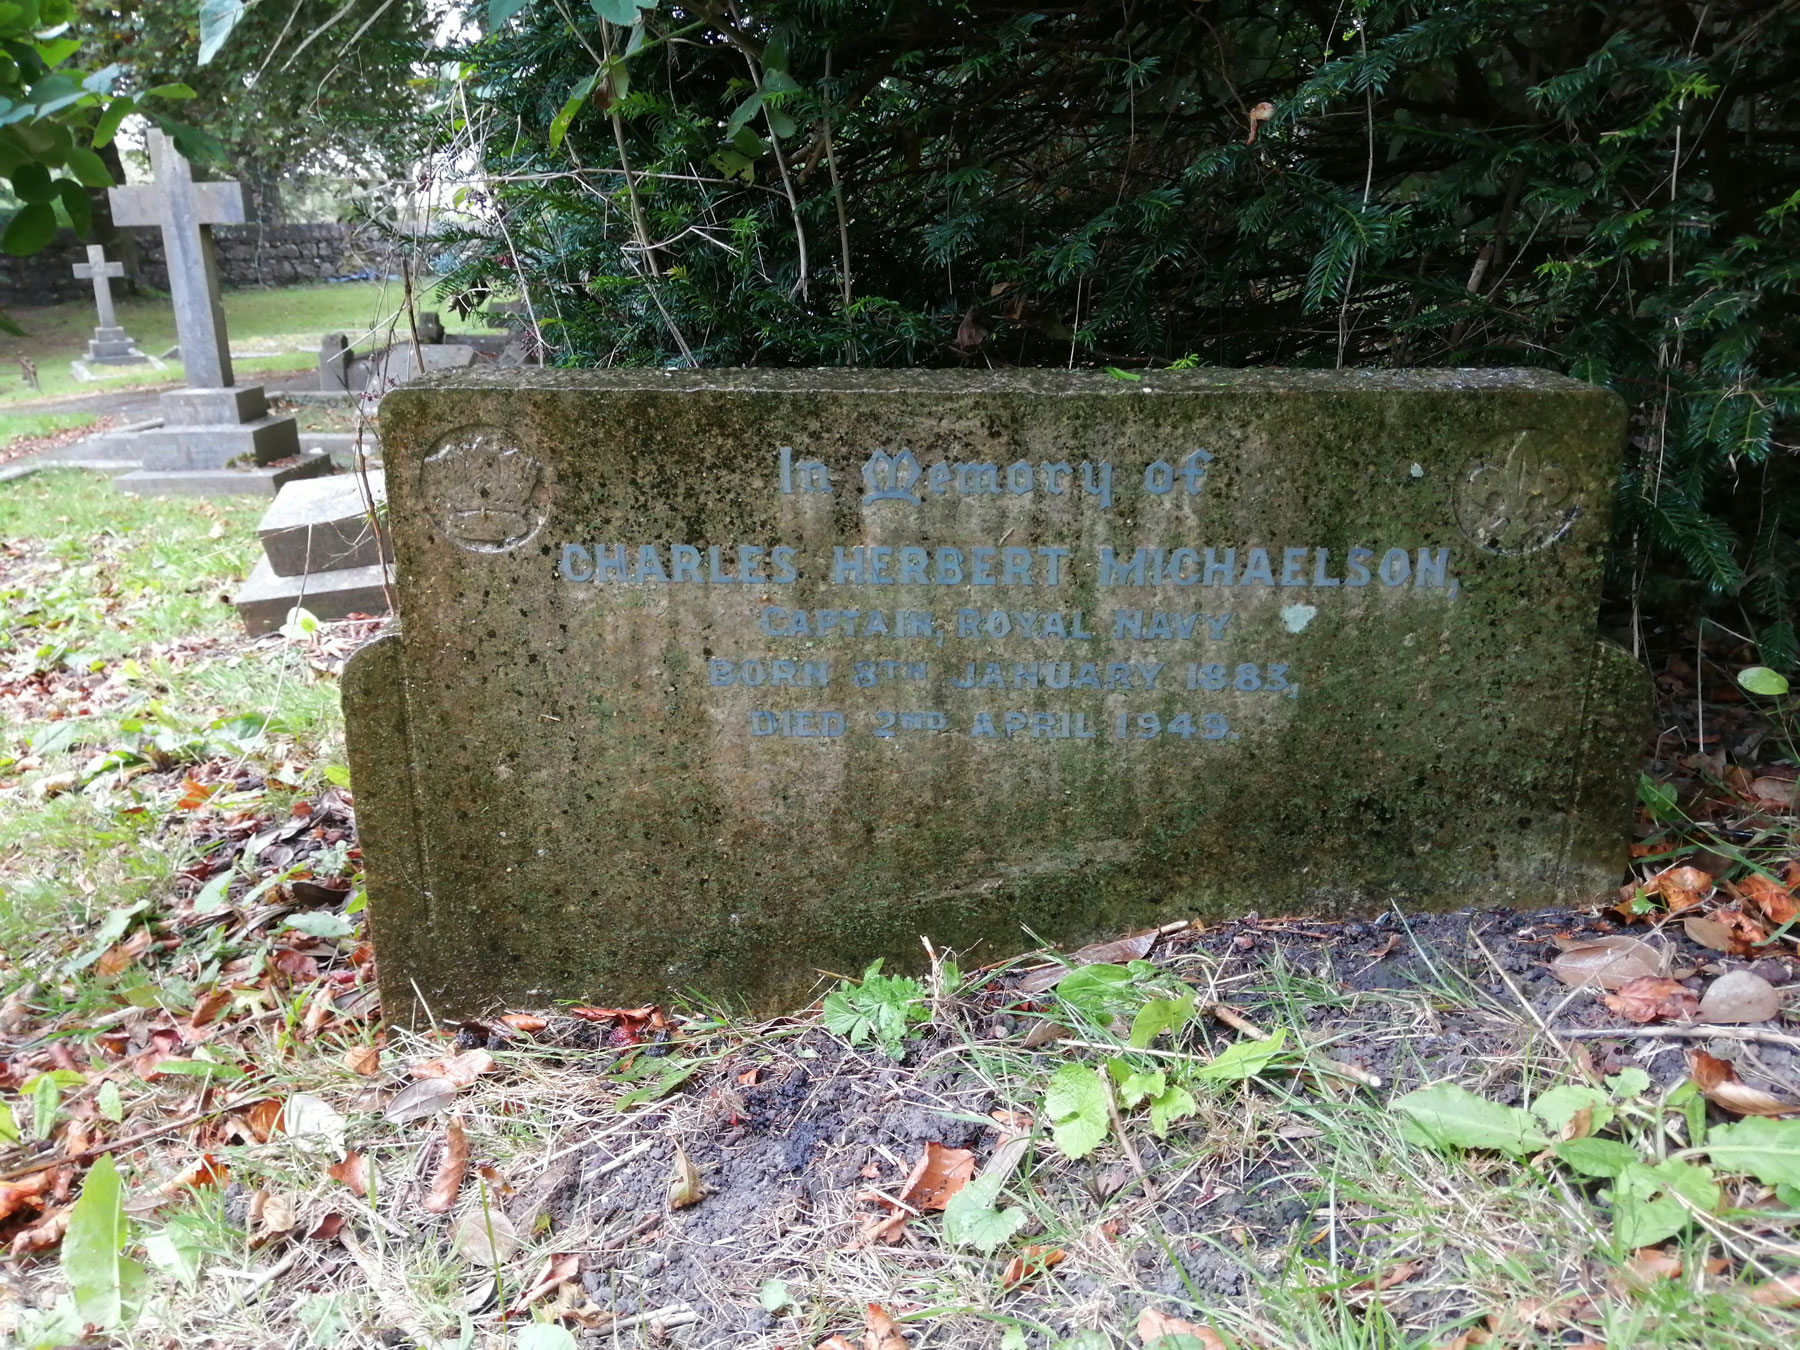 In Memory of
CHARLES HERBERT MICHAELSON,
CAPTAIN, ROYAL NAVY
BORN 8TH JANUARY 1883,
DIED 2ND APRIL 1949.